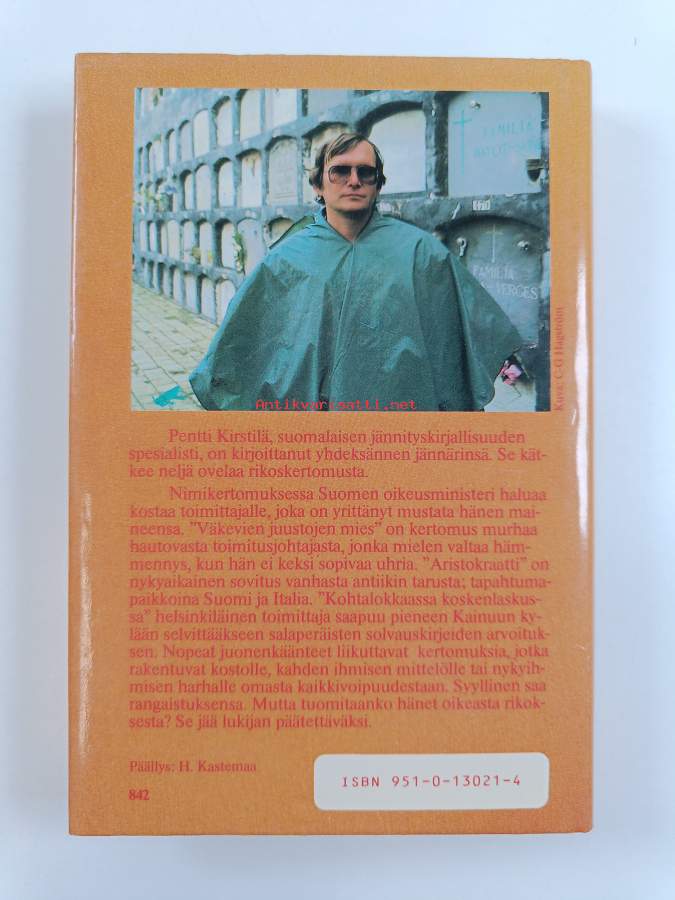 FAMILIA
FAMILIA
VERGES
Kuva: C-G Hagström
Antikvariaatti.net
Pentti Kirstilä, suomalaisen jännityskirjallisuuden
spesialisti, on kirjoittanut yhdeksännen jännärinsä. Se kät-
kee neljä ovelaa rikoskertomusta.
Nimikertomuksessa Suomen oikeusministeri haluaa
kostaa toimittajalle, joka on yrittänyt mustata hänen mai-
neensa. ”Väkevien juustojen mies” on kertomus murhaa
hautovasta toimitusjohtajasta, jonka mielen valtaa häm-
mennys, kun hän ei keksi sopivaa uhria. ”Aristokraatti” on
nykyaikainen sovitus vanhasta antiikin tarusta; tapahtuma-
paikkoina Suomi ja Italia. ”Kohtalokkaassa koskenlaskus-
sa” helsinkiläinen toimittaja saapuu pieneen Kainuun ky-
lään selvittääkseen salaperäisten solvauskirjeiden arvoituk-
sen. Nopeat juonenkäänteet liikuttavat kertomuksia, jotka
rakentuvat kostolle, kahden ihmisen mittelölle tai nykyih-
misen harhalle omasta kaikkivoipuudestaan. Syyllinen saa
rangaistuksensa. Mutta tuomitaanko hänet oikeasta rikok-
sesta? Se jää lukijan päätettäväksi.
Päällys: H. Kastemaa
842
ISBN 951-0-13021-4